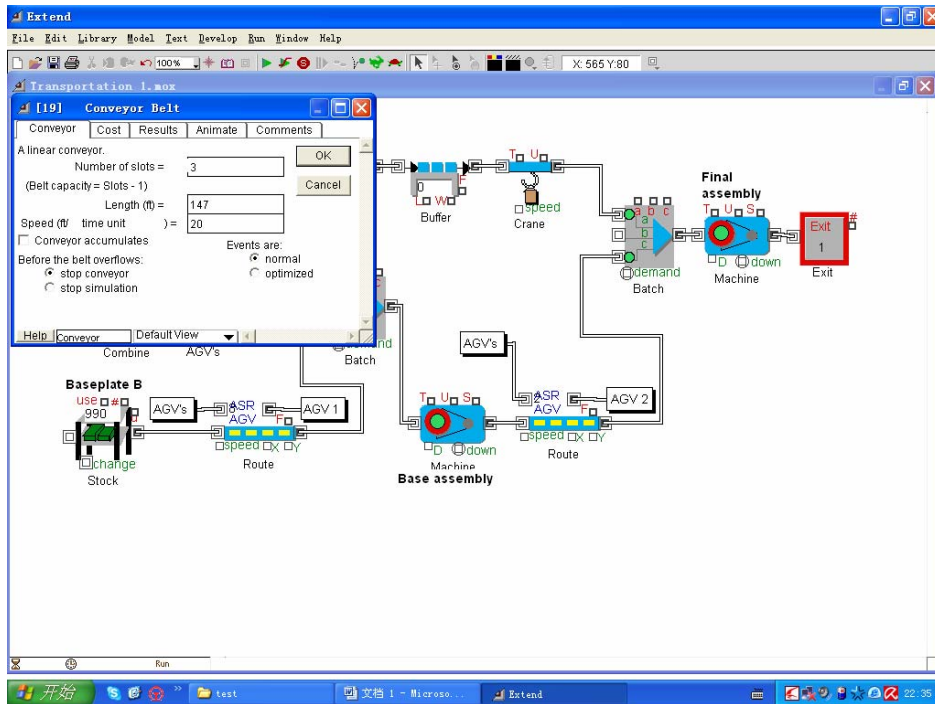 Extend
File Edit Library Model Text Develop Run Window Help
100%
X: 565 Y:80
Transportation 1.mox
[19] Conveyor Belt
Conveyor Cost Results Animate Comments
A linear conveyor.
Number of slots = 3
(Belt capacity = Slots - 1)
Length (ft) = 147
Speed (ft/ time unit ) = 20
Conveyor accumulates
Before the belt overflows:
stop conveyor
stop simulation
Events are:
normal
optimized
OK
Cancel
Help Conveyor Default View
0
F
L W
Buffer
T U
speed
Crane
a b c
a
b
c
demand
Batch
Final
assembly
T U S
D down
Machine
Exit
1
#
Exit
Combine
AGV's
Batch
AGV's
Baseplate B
use #
990
change
Stock
AGV's
ASR
AGV
F
AGV 1
speed X Y
Route
T U S
D down
Machine
Base assembly
ASR
AGV
F
AGV 2
speed X Y
Route
Run
开始
test
文档 1 - Microso...
Extend
22:35